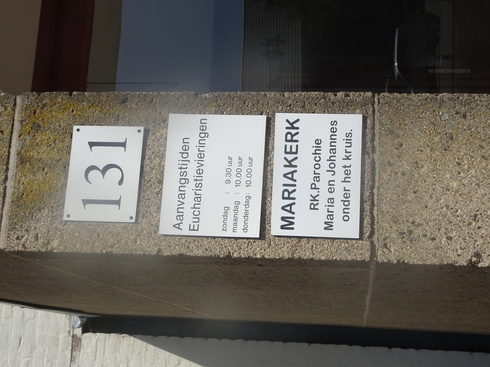 131
Aanvangstijden
Eucharistievieringen
zondag : 9.30 uur
maandag : 10.00 uur
donderdag : 10.00 uur
MARIAKERK
RK.Parochie
Maria en Johannes
onder het kruis.